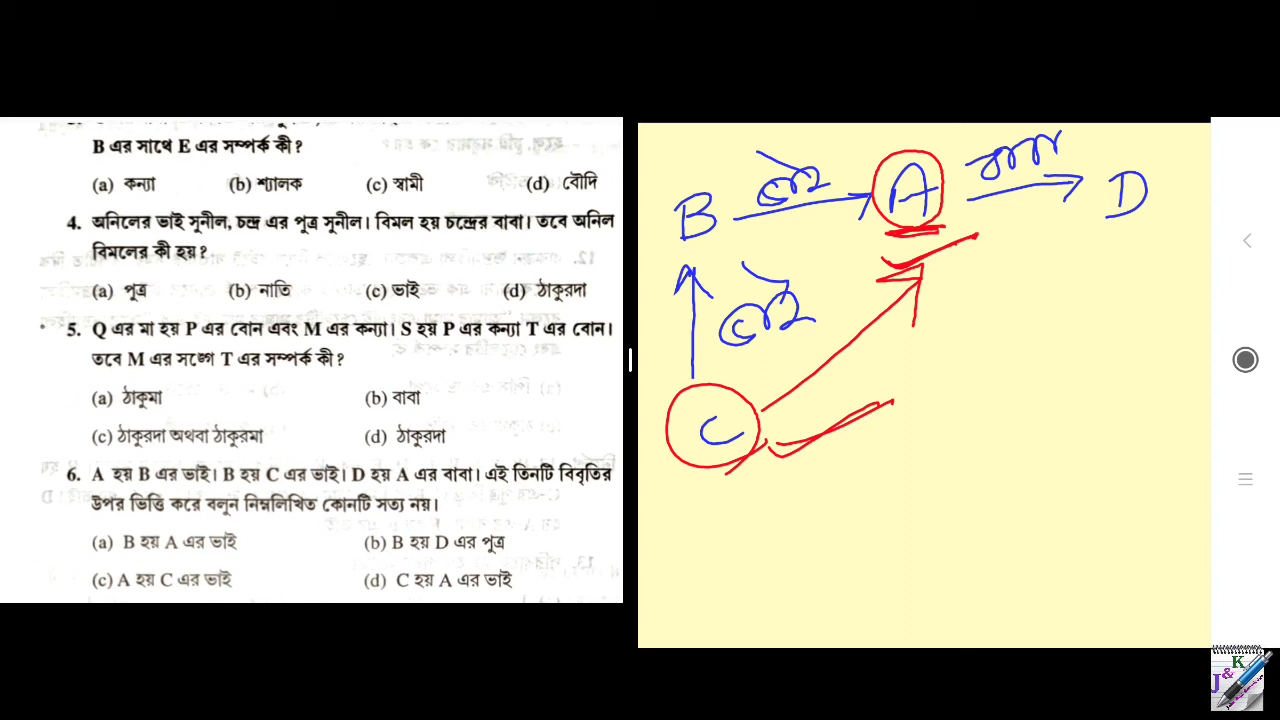 B এর সাথে E এর সম্পর্ক কী?
(a) কন্যা (b) শ্যালক (c) স্বামী (d) বৌদি
4. অনিলের ভাই সুনীল, চন্দ্র এর পুত্র সুনীল। বিমল হয় চন্দ্রের বাবা। তবে অনিল
বিমলের কী হয়?
(a) পুত্র (b) নাতি (c) ভাই (d) ঠাকুরদা
5. Q এর মা হয় P এর বোন এবং M এর কন্যা। S হয় P এর কন্যা T এর বোন।
তবে M এর সঙ্গে T এর সম্পর্ক কী?
(a) ঠাকুমা (b) বাবা
(c) ঠাকুরদা অথবা ঠাকুরমা (d) ঠাকুরদা
6. A হয় B এর ভাই। B হয় C এর ভাই। D হয় A এর বাবা। এই তিনটি বিবৃতির
উপর ভিত্তি করে বলুন নিম্নলিখিত কোনটি সত্য নয়।
(a) B হয় A এর ভাই (b) B হয় D এর পুত্র
(c) A হয় C এর ভাই (d) C হয় A এর ভাই
B ভাই A বাবা D
ভাই
C
J & K